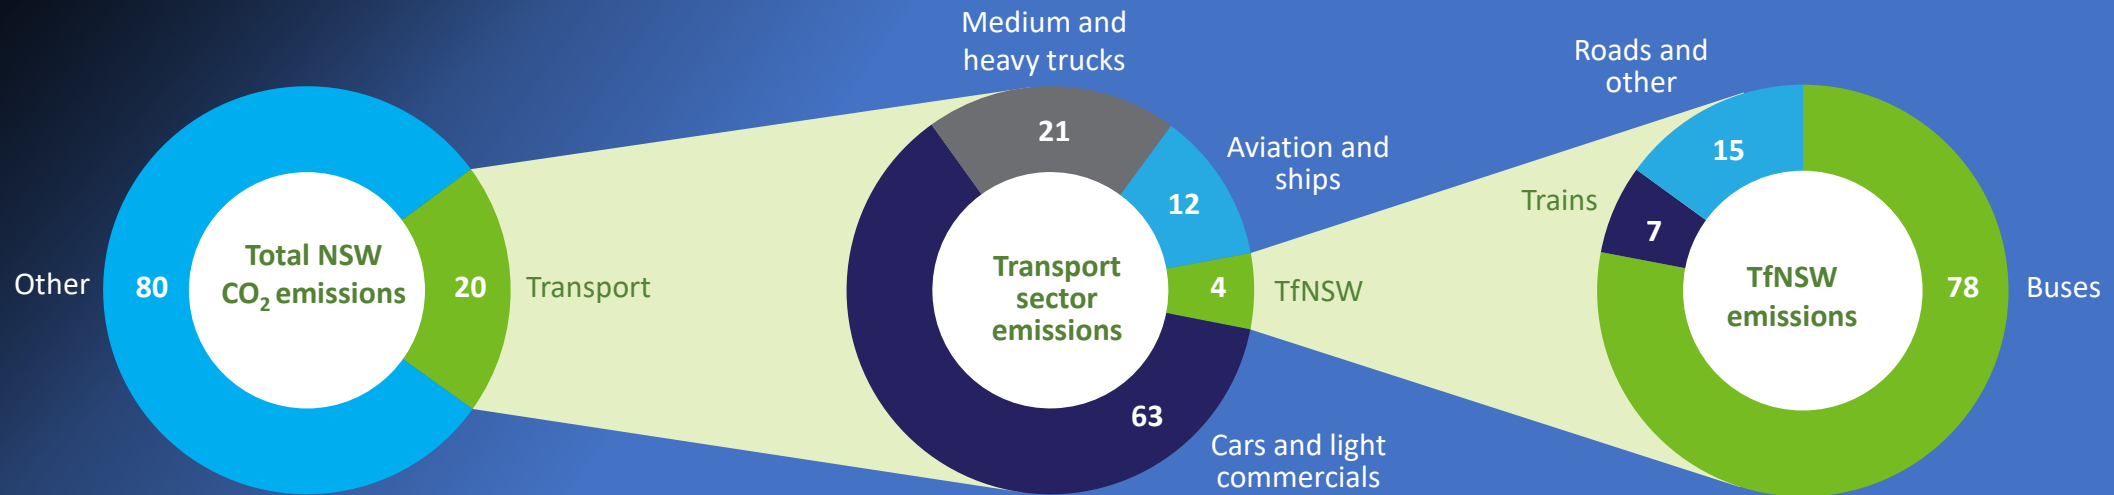 Other
80
Total NSW
CO₂ emissions
20
Transport
Medium and
heavy trucks
21
Aviation and
ships
12
Transport
sector
emissions
4
TfNSW
63
Cars and light
commercials
Roads and
other
15
Trains
7
TfNSW
emissions
78
Buses